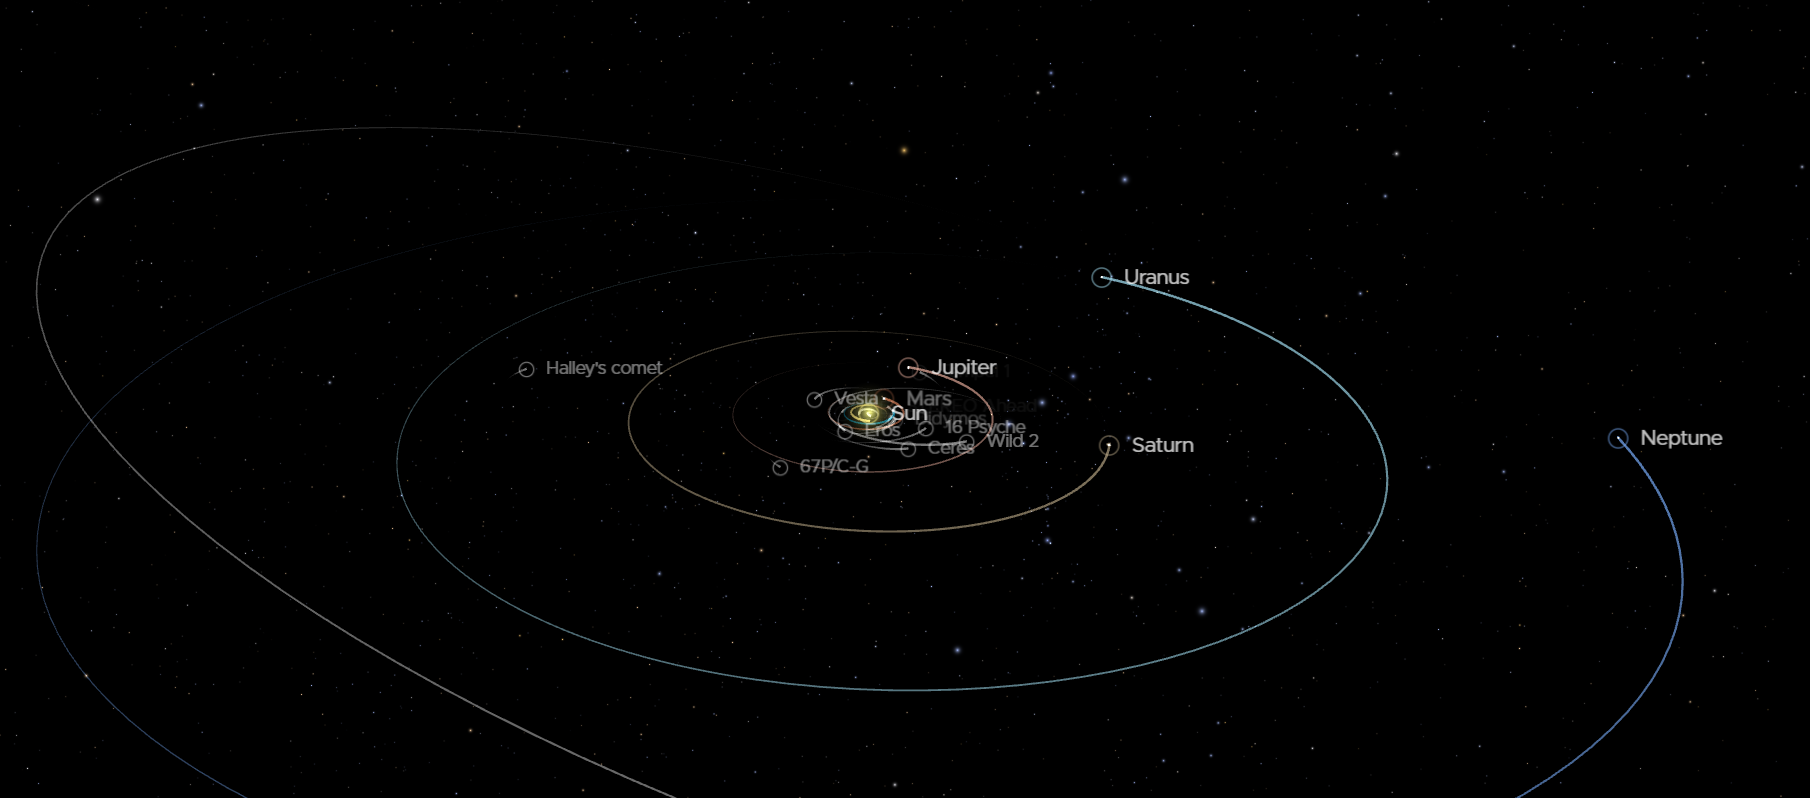 Uranus
Halley's comet
Jupiter
Vesta
Mars
Sun
Eros
16 Psyche
Wild 2
Ceres
Saturn
Neptune
67P/C-G